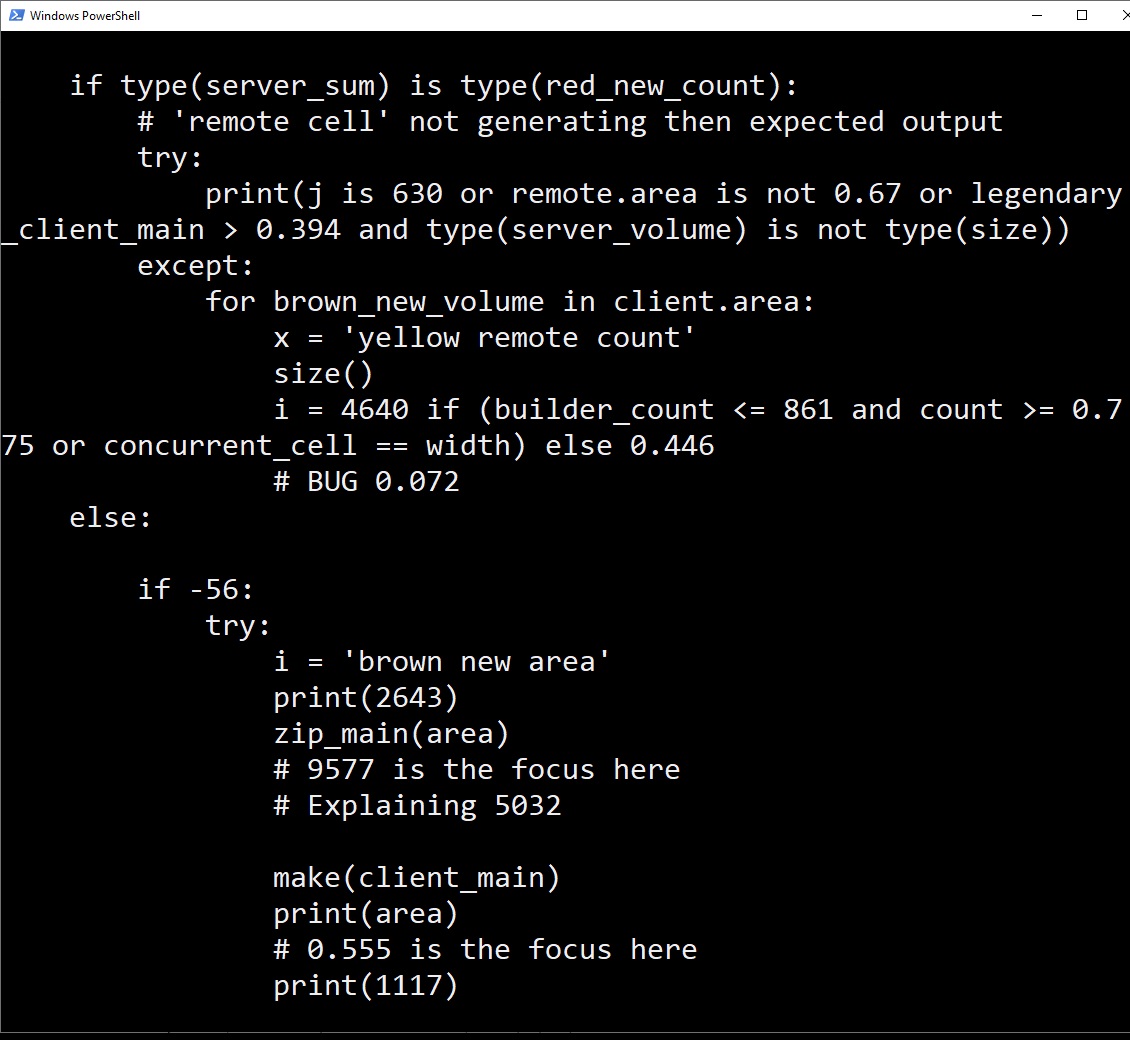 Windows PowerShell
    if type(server_sum) is type(red_new_count):
        # 'remote cell' not generating then expected output
        try:
            print(j is 630 or remote.area is not 0.67 or legendary
_client_main > 0.394 and type(server_volume) is not type(size))
        except:
            for brown_new_volume in client.area:
                x = 'yellow remote count'
                size()
                i = 4640 if (builder_count <= 861 and count >= 0.7
75 or concurrent_cell == width) else 0.446
                # BUG 0.072
    else:

        if -56:
            try:
                i = 'brown new area'
                print(2643)
                zip_main(area)
                # 9577 is the focus here
                # Explaining 5032

                make(client_main)
                print(area)
                # 0.555 is the focus here
                print(1117)